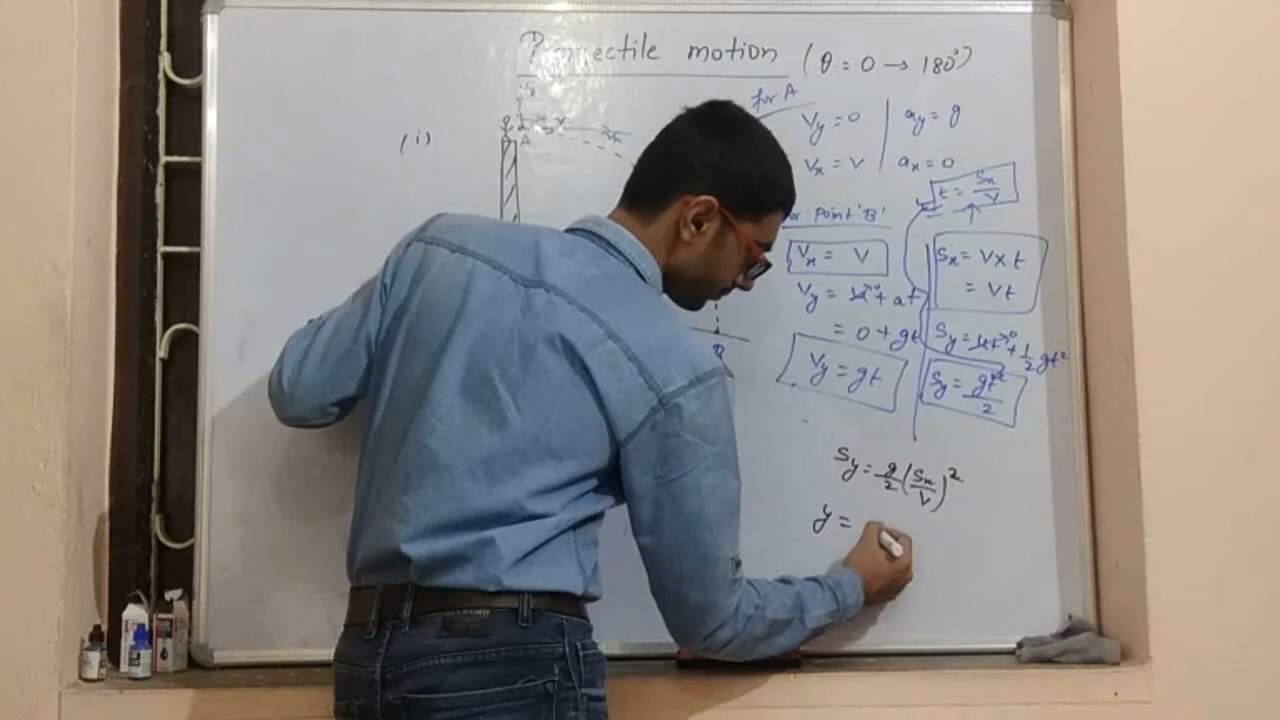 Projectile motion (θ = 0 → 180°)
(i)
A
for A
Vy = 0
ay = g
Vx = V
ax = 0
t = Sx/V
Point 'B'
Vx = V
Vy = at
= 0 + gt
Vy = gt
Sx = V×t
= Vt
Sy = ut→0 + 1/2 gt²
Sy = gt²/2
Sy = g/2 (Sx/V)²
y =